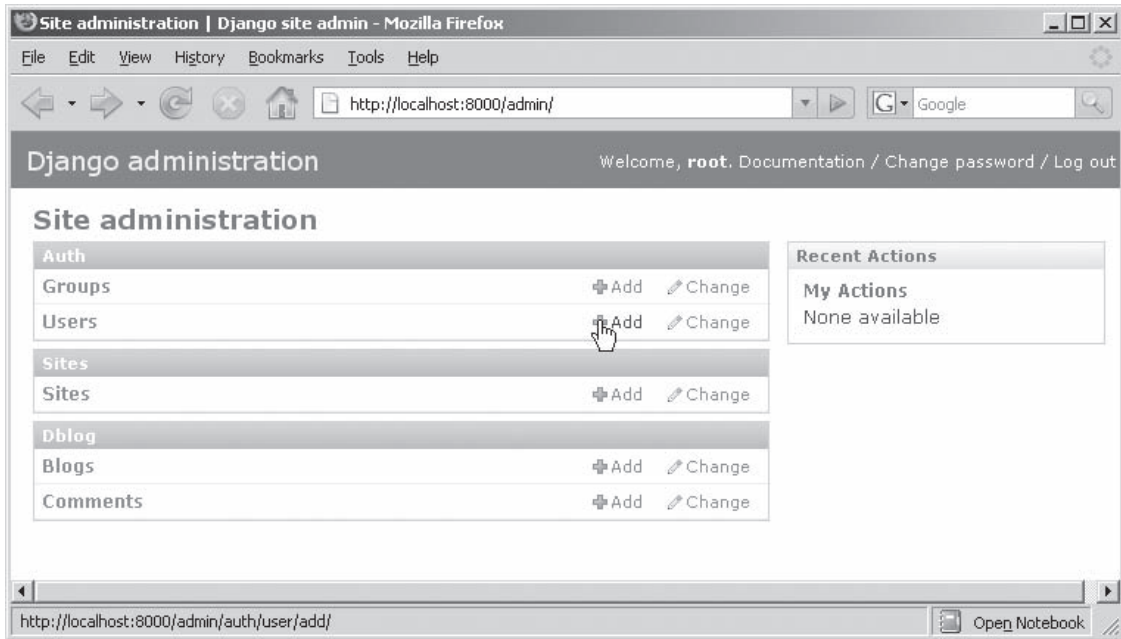 Site administration | Django site admin - Mozilla Firefox
File Edit View History Bookmarks Tools Help
http://localhost:8000/admin/
G Google
Django administration
Welcome, root. Documentation / Change password / Log out
Site administration
Auth
Groups Add Change
Users Add Change
Sites
Sites Add Change
Dblog
Blogs Add Change
Comments Add Change
Recent Actions
My Actions
None available
http://localhost:8000/admin/auth/user/add/
Open Notebook